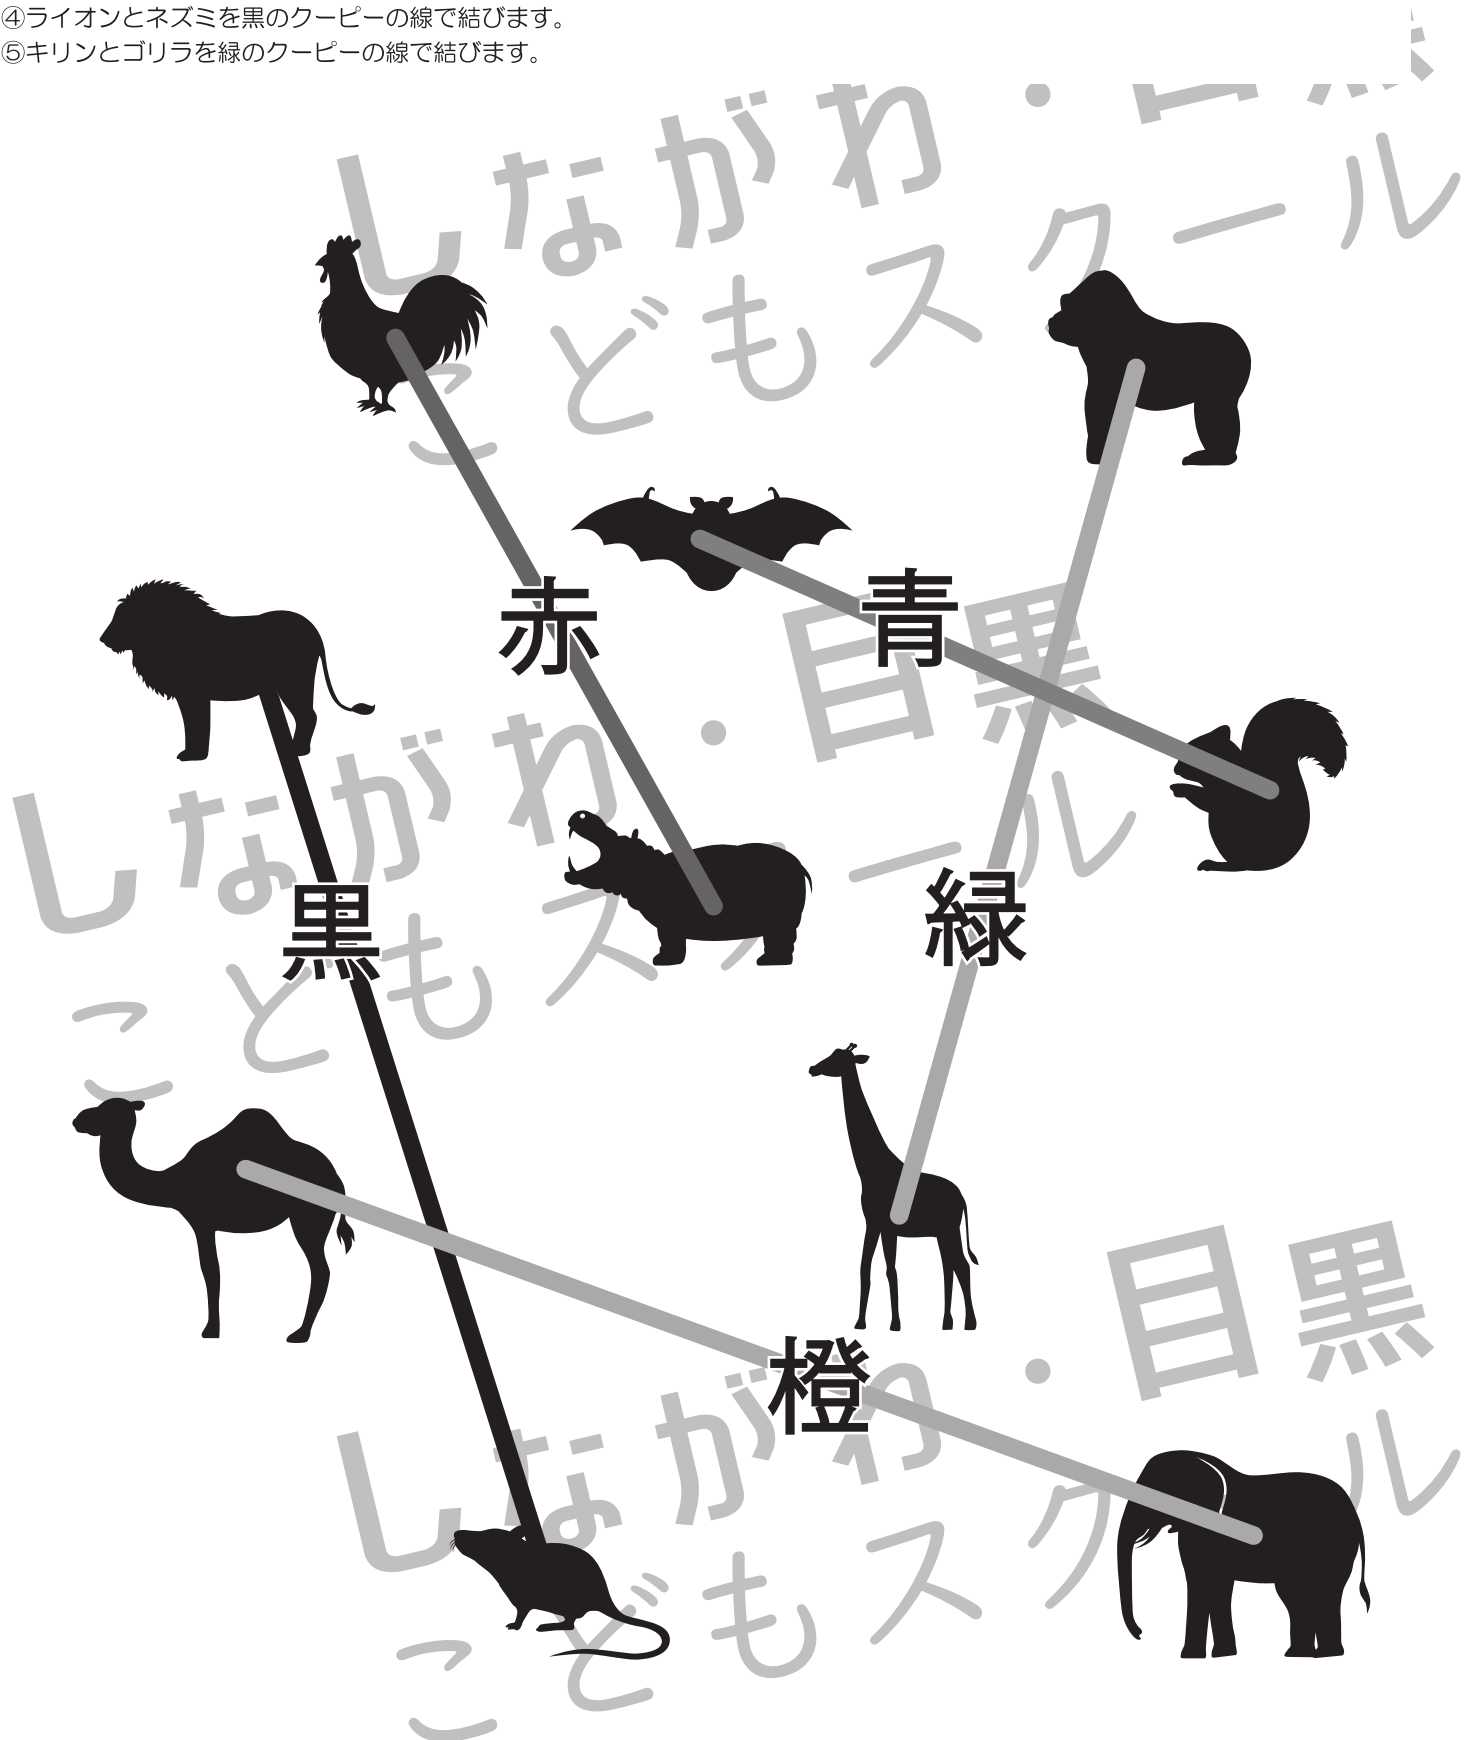 ④ライオンとネズミを黒のクーピーの線で結びます。
⑤キリンとゴリラを緑のクーピーの線で結びます。
しながわ・目黒
こどもスクール
赤
青
しながわ・目黒
こどもスクール
黒
緑
橙
しながわ・目黒
こどもスクール